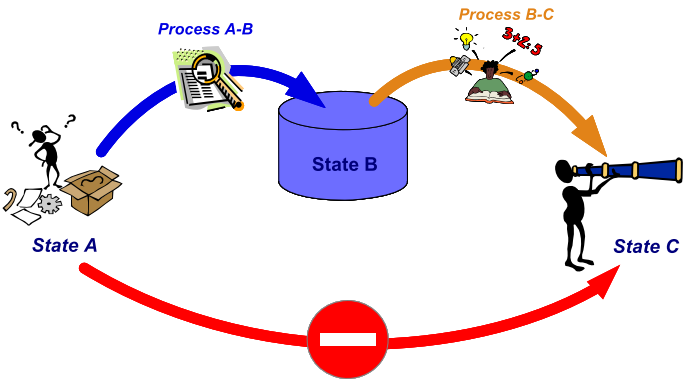 Process A-B
Process B-C
State B
State A
State C